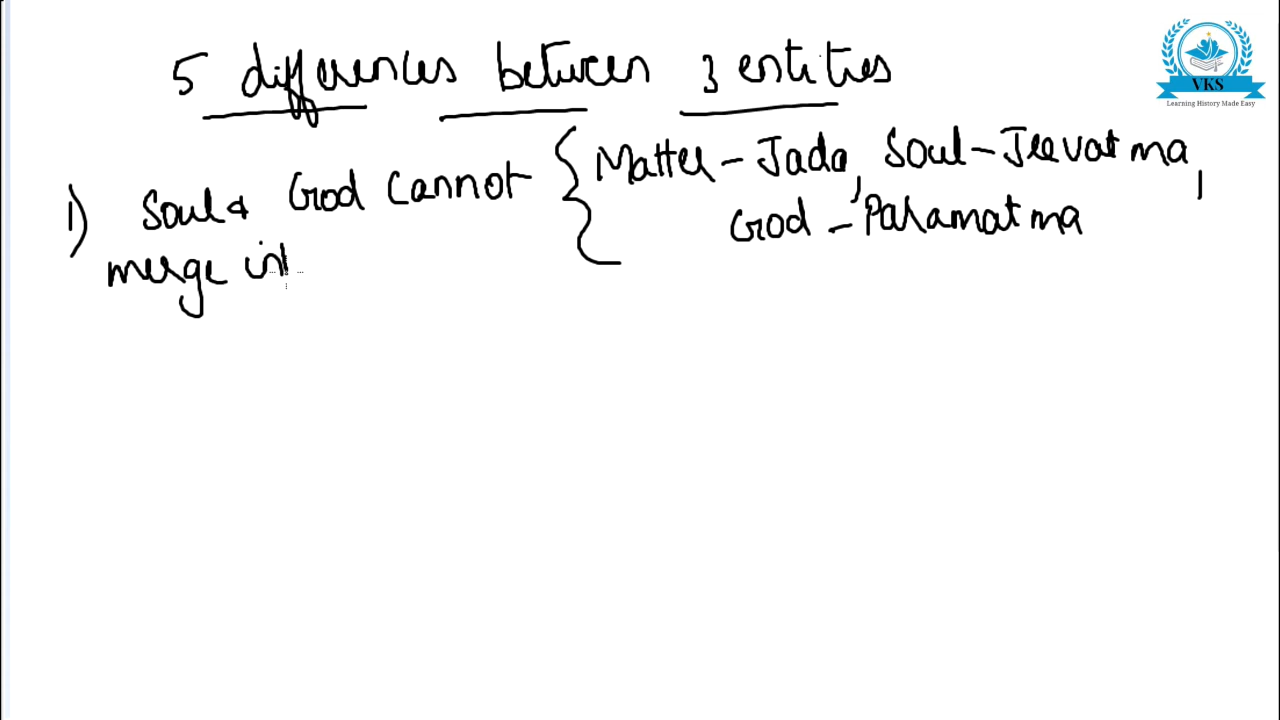 5 differences between 3 entities
VKS
Learning History Made Easy
Matter - Jada, Soul - Jeevatma,
God - Paramatma
1) Soul & God cannot
merge int